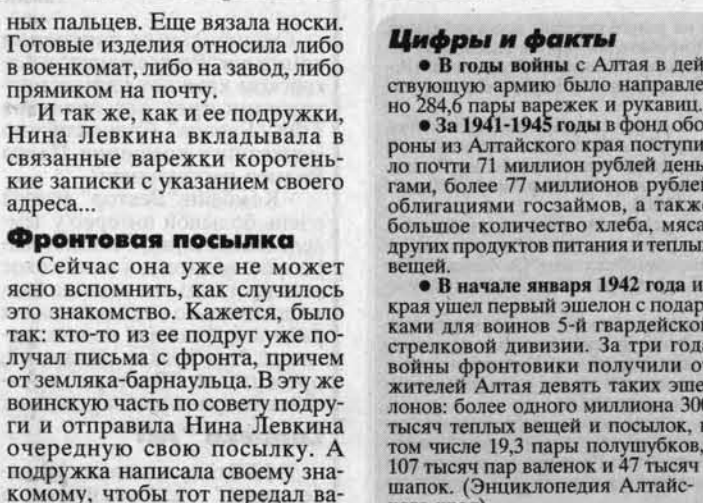 ных пальцев. Еще вязала носки.
Готовые изделия относила либо
в военкомат, либо на завод, либо
прямиком на почту.
И так же, как и ее подружки,
Нина Левкина вкладывала в
связанные варежки коротень-
кие записки с указанием своего
адреса...
Фронтовая посылка
Сейчас она уже не может
ясно вспомнить, как случилось
это знакомство. Кажется, было
так: кто-то из ее подруг уже по-
лучал письма с фронта, причем
от земляка-барнаульца. В эту же
воинскую часть по совету подру-
ги и отправила Нина Левкина
очередную свою посылку. А
подружка написала своему зна-
комому, чтобы тот передал ва-
Цифры и факты
● В годы войны с Алтая в дей
ствующую армию было направле
но 284,6 пары варежек и рукавиц.
● За 1941-1945 годы в фонд обо
роны из Алтайского края поступи
ло почти 71 миллион рублей день
гами, более 77 миллионов рублей
облигациями госзаймов, а также
большое количество хлеба, мяса,
других продуктов питания и теплых
вещей.
● В начале января 1942 года и
края ушел первый эшелон с подар
ками для воинов 5-й гвардейской
стрелковой дивизии. За три года
войны фронтовики получили о
жителей Алтая девять таких эше
лонов: более одного миллиона 300
тысяч теплых вещей и посылок,
том числе 19,3 пары полушубков,
107 тысяч пар валенок и 47 тысяч
шапок. (Энциклопедия Алтайс-